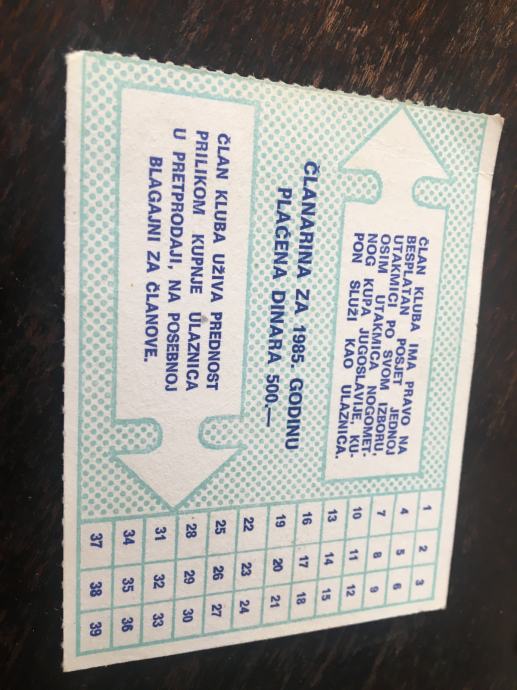 ČLAN KLUBA IMA PRAVO NA
BESPLATAN POSJET JEDNOJ
UTAKMICI PO SVOM IZBORU,
OSIM UTAKMICA NOGOMET-
NOG KUPA JUGOSLAVIJE, KU-
PON SLUŽI KAO ULAZNICA.
ČLANARINA ZA 1985. GODINU
PLAĆENA DINARA 500.—
ČLAN KLUBA UŽIVA PREDNOST
PRILIKOM KUPNJE ULAZNICA
U PRETPRODAJI, NA POSEBNOJ
BLAGAJNI ZA ČLANOVE.
1 2 3
4 5 6
7 8 9
10 11 12
13 14 15
16 17 18
19 20 21
22 23 24
25 26 27
28 29 30
31 32 33
34 35 36
37 38 39